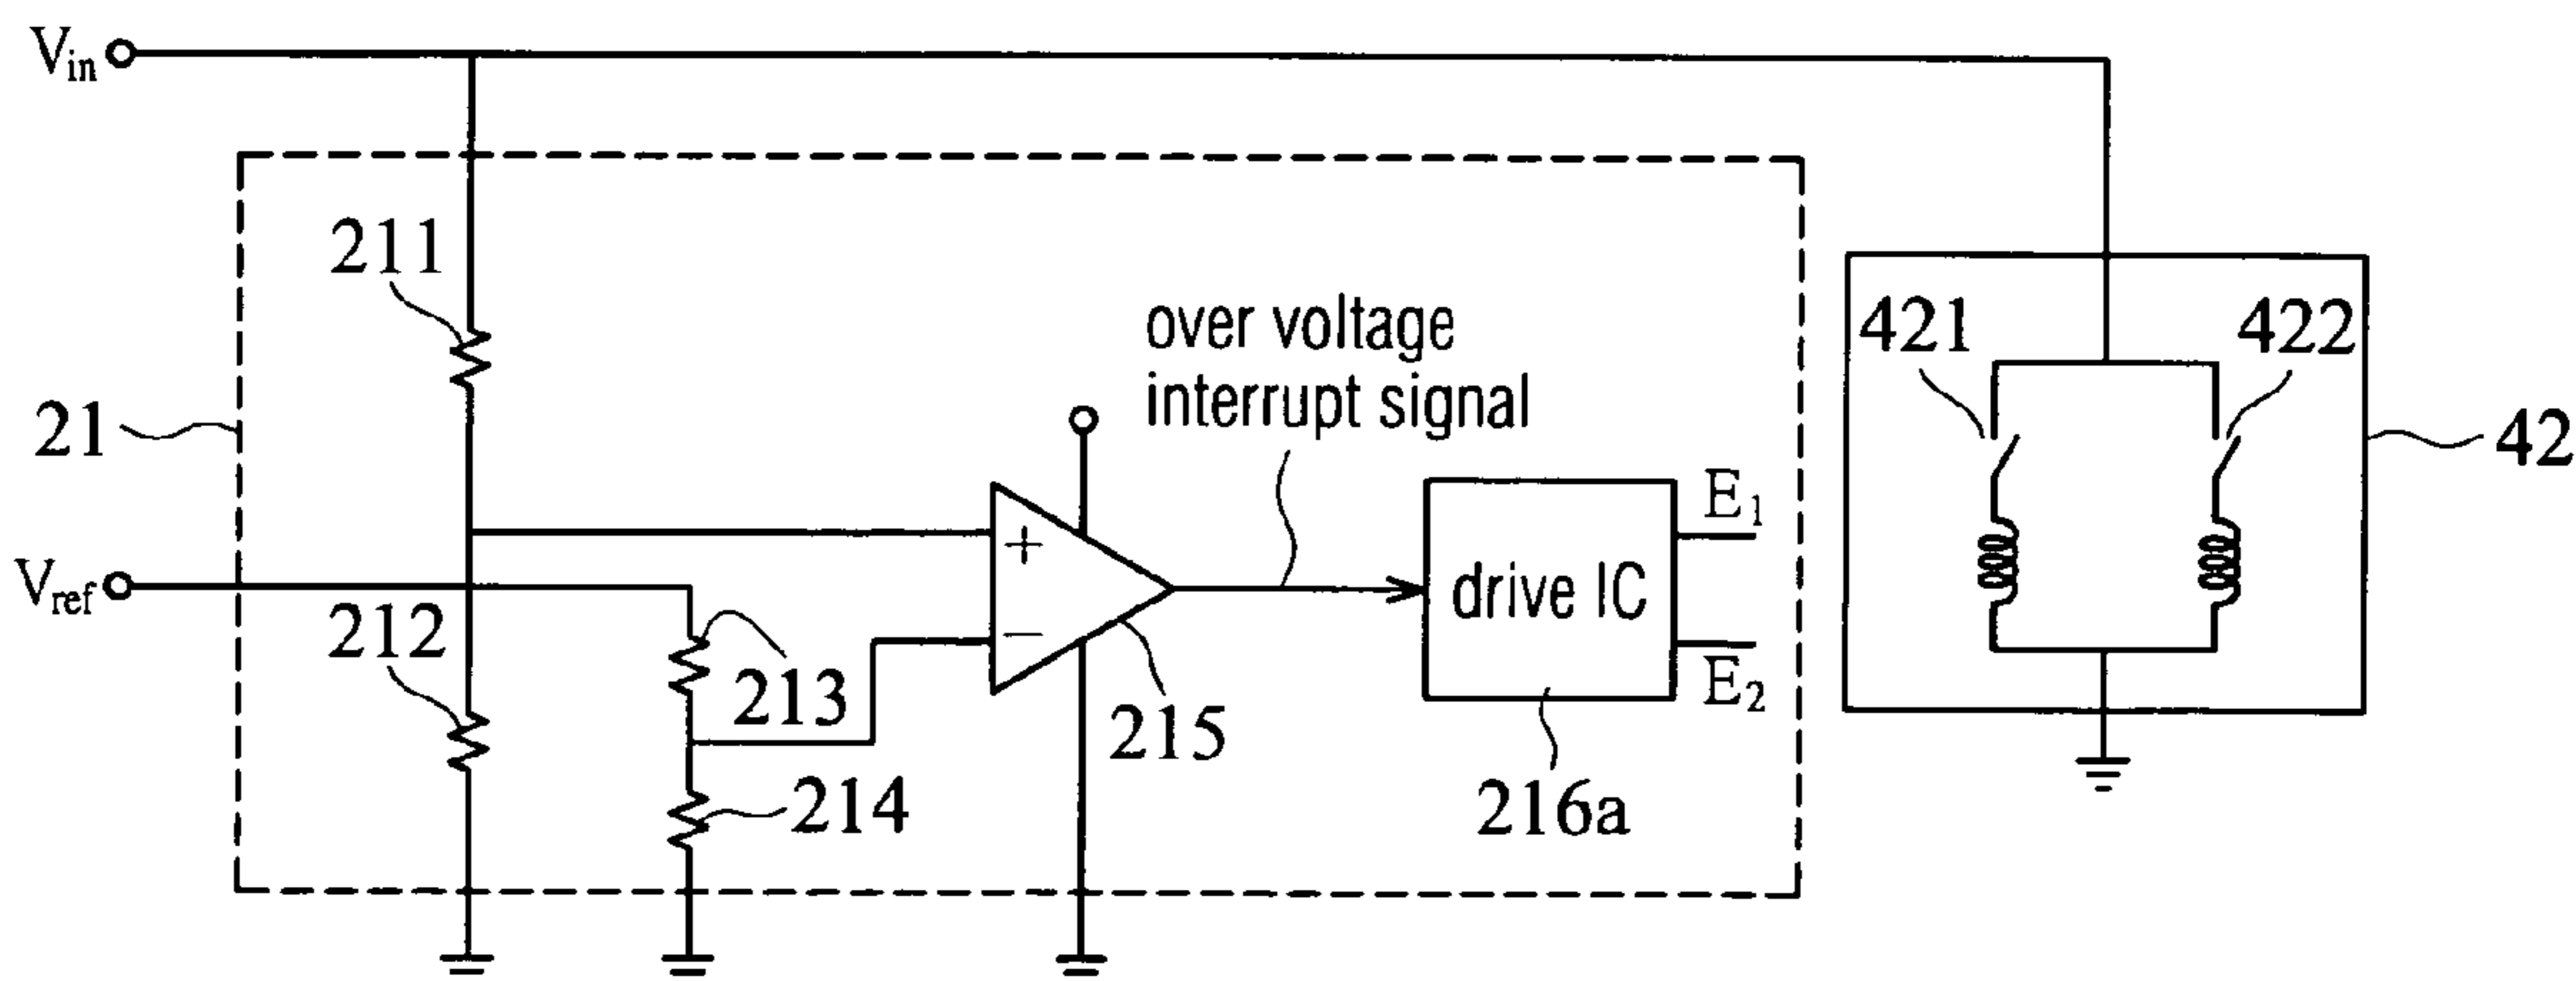 Vin
211
over voltage
interrupt signal
421
422
21
42
+
E1
Vref
drive IC
212
−
213
E2
215
214
216a